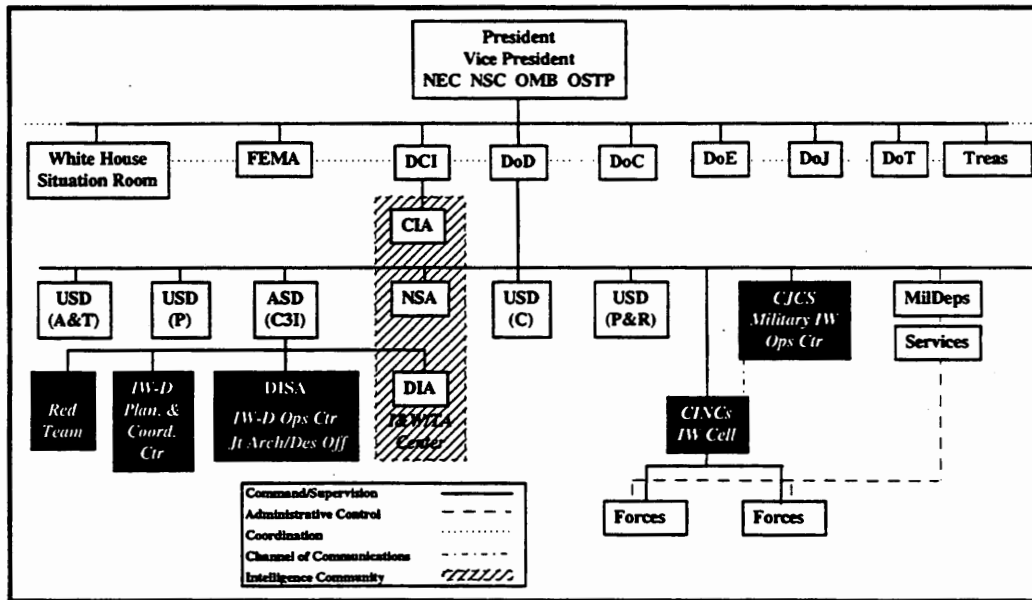 President
Vice President
NEC NSC OMB OSTP
White House
Situation Room
FEMA
DCI
DoD
DoC
DoE
DoJ
DoT
Treas
CIA
USD
(A&T)
USD
(P)
ASD
(C3I)
NSA
USD
(C)
USD
(P&R)
CJCS
Military IW
Ops Ctr
MilDeps
Services
Red
Team
IW-D
Plan. &
Coord.
Ctr
DISA
IW-D Ops Ctr
Jt Arch/Des Off
DIA
Center
CINCs
IW Cell
Forces
Forces
Command/Supervision
Administrative Control
Coordination
Channel of Communications
Intelligence Community